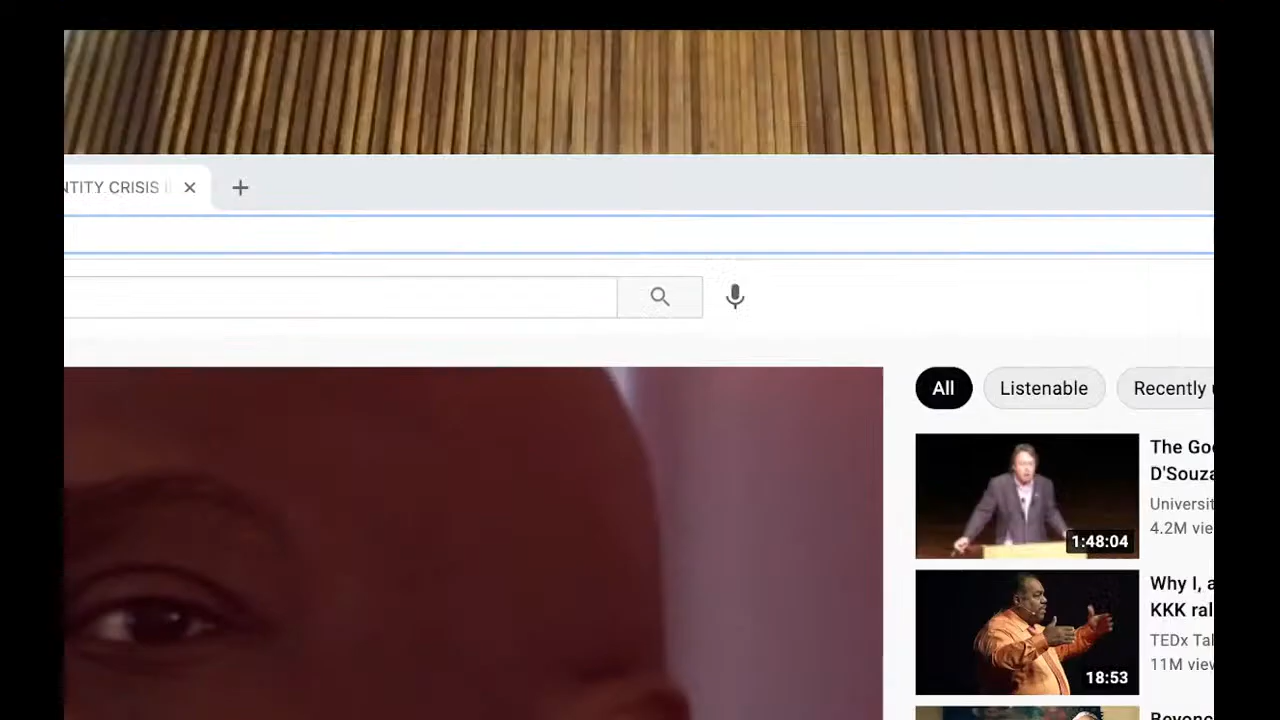 NTITY CRISIS
All
Listenable
Recently
The Go
D'Souza
Universit
4.2M vie
1:48:04
Why I, a
KKK ral
TEDx Tal
11M view
18:53
Beyonc